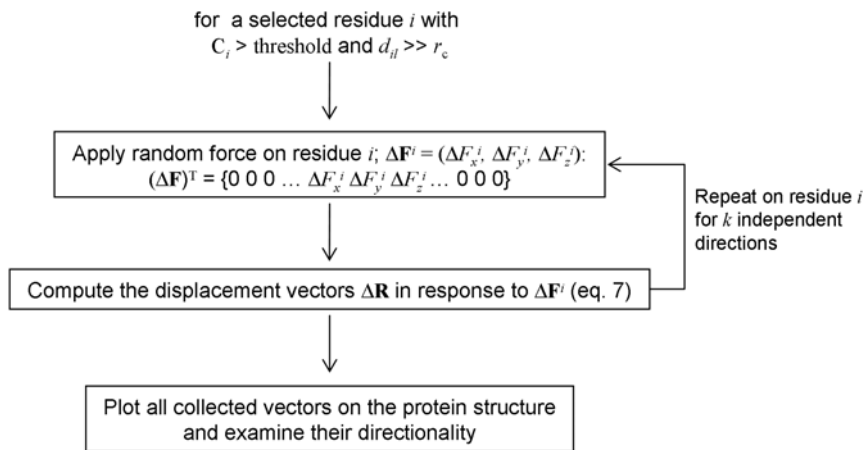 for a selected residue i with
C_i > threshold and d_il >> r_c
Apply random force on residue i; ΔF^i = (ΔF_x^i, ΔF_y^i, ΔF_z^i):
(ΔF)^T = {0 0 0 … ΔF_x^i ΔF_y^i ΔF_z^i … 0 0 0}
Repeat on residue i
for k independent
directions
Compute the displacement vectors ΔR in response to ΔF^i (eq. 7)
Plot all collected vectors on the protein structure
and examine their directionality